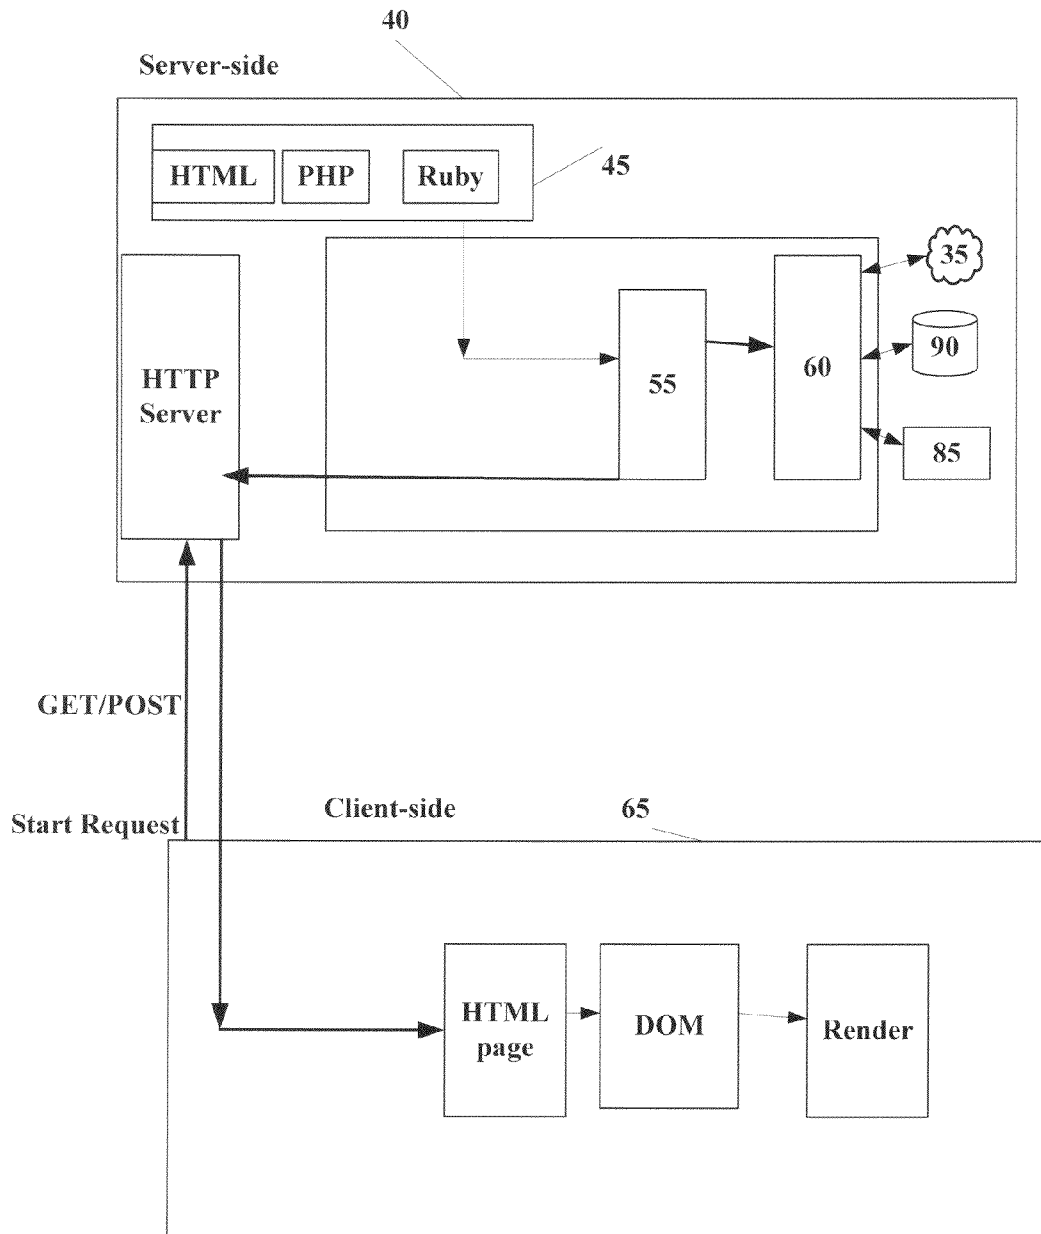 40
Server-side
HTML
PHP
Ruby
45
35
HTTP
Server
55
60
90
85
GET/POST
Client-side
65
Start Request
HTML
page
DOM
Render